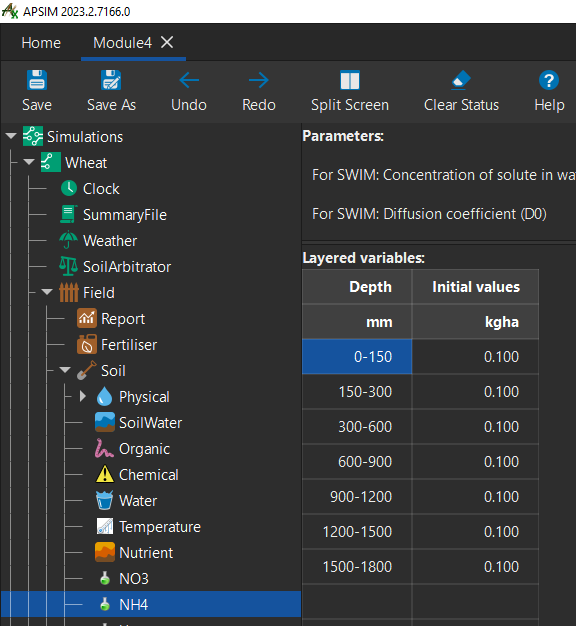 APSIM 2023.2.7166.0
Home Module4
Save Save As Undo Redo Split Screen Clear Status Help
Simulations
Wheat
Clock
SummaryFile
Weather
SoilArbitrator
Field
Report
Fertiliser
Soil
Physical
SoilWater
Organic
Chemical
Water
Temperature
Nutrient
NO3
NH4
Parameters:
For SWIM: Concentration of solute in wa
For SWIM: Diffusion coefficient (D0)
Layered variables:
Depth Initial values
mm kgha
0-150 0.100
150-300 0.100
300-600 0.100
600-900 0.100
900-1200 0.100
1200-1500 0.100
1500-1800 0.100